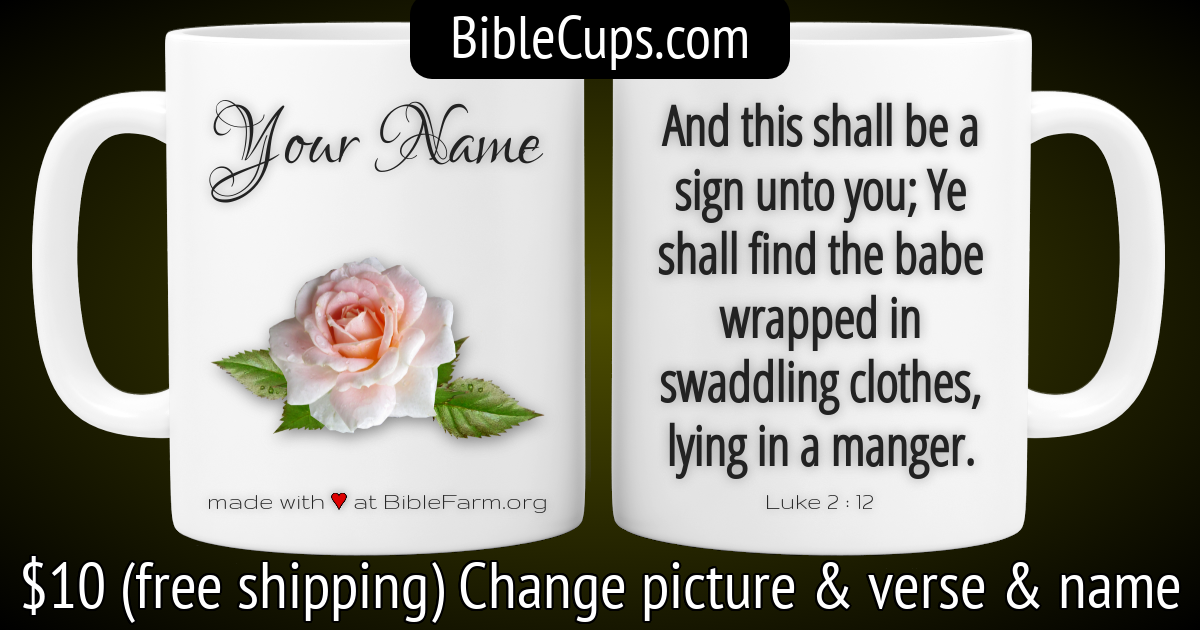 BibleCups.com
Your Name
made with ♥ at BibleFarm.org
And this shall be a
sign unto you; Ye
shall find the babe
wrapped in
swaddling clothes,
lying in a manger.
Luke 2 : 12
$10 (free shipping) Change picture & verse & name